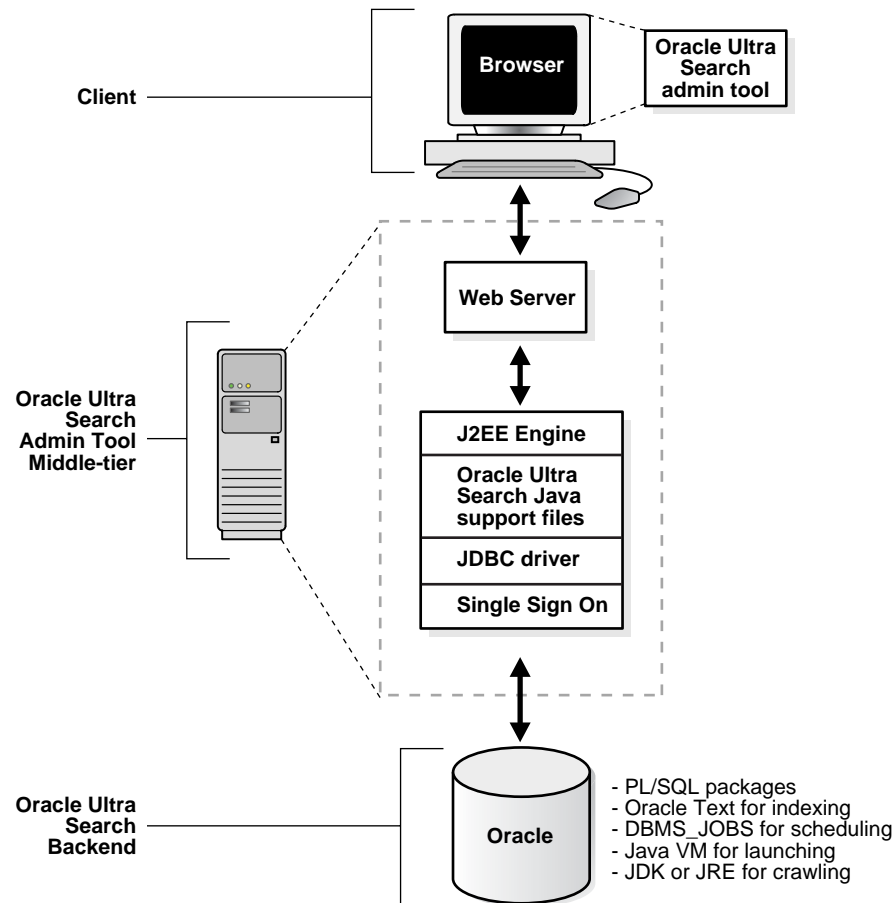 Browser
Oracle Ultra
Search
admin tool
Client
Web Server
Oracle Ultra
Search
Admin Tool
Middle-tier
J2EE Engine
Oracle Ultra
Search Java
support files
JDBC driver
Single Sign On
Oracle Ultra
Search
Backend
Oracle
- PL/SQL packages
- Oracle Text for indexing
- DBMS_JOBS for scheduling
- Java VM for launching
- JDK or JRE for crawling